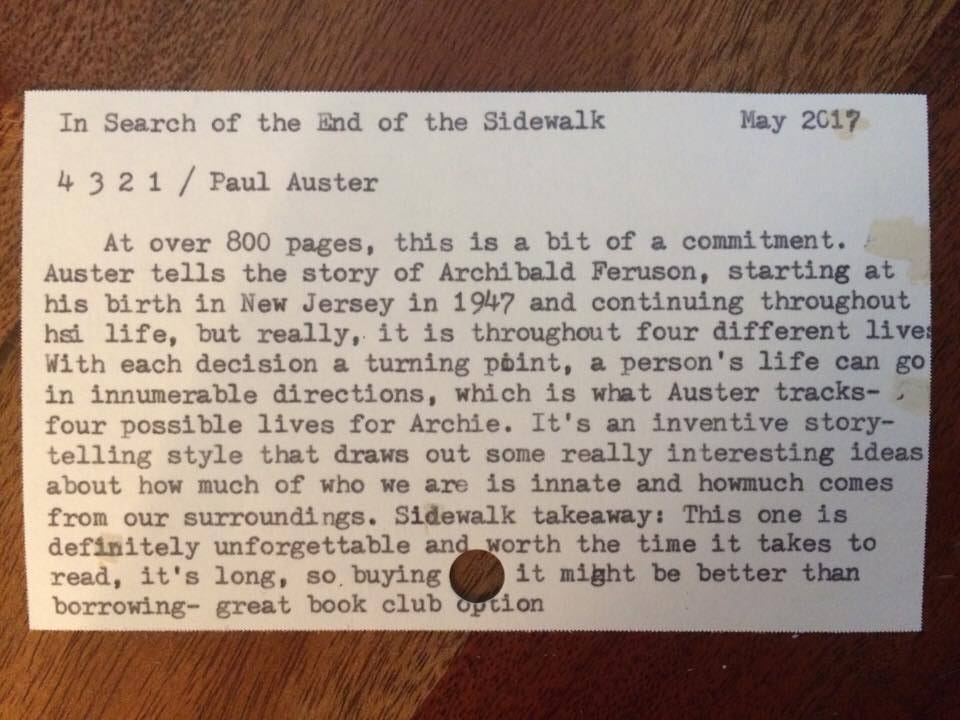 In Search of the End of the Sidewalk May 2017
4 3 2 1 / Paul Auster
At over 800 pages, this is a bit of a commitment.
Auster tells the story of Archibald Feruson, starting at
his birth in New Jersey in 1947 and continuing throughout
hsi life, but really, it is throughout four different lives
With each decision a turning point, a person's life can go
in innumerable directions, which is what Auster tracks-
four possible lives for Archie. It's an inventive story-
telling style that draws out some really interesting ideas
about how much of who we are is innate and howmuch comes
from our surroundings. Sidewalk takeaway: This one is
definitely unforgettable and worth the time it takes to
read, it's long, so buying it might be better than
borrowing- great book club option